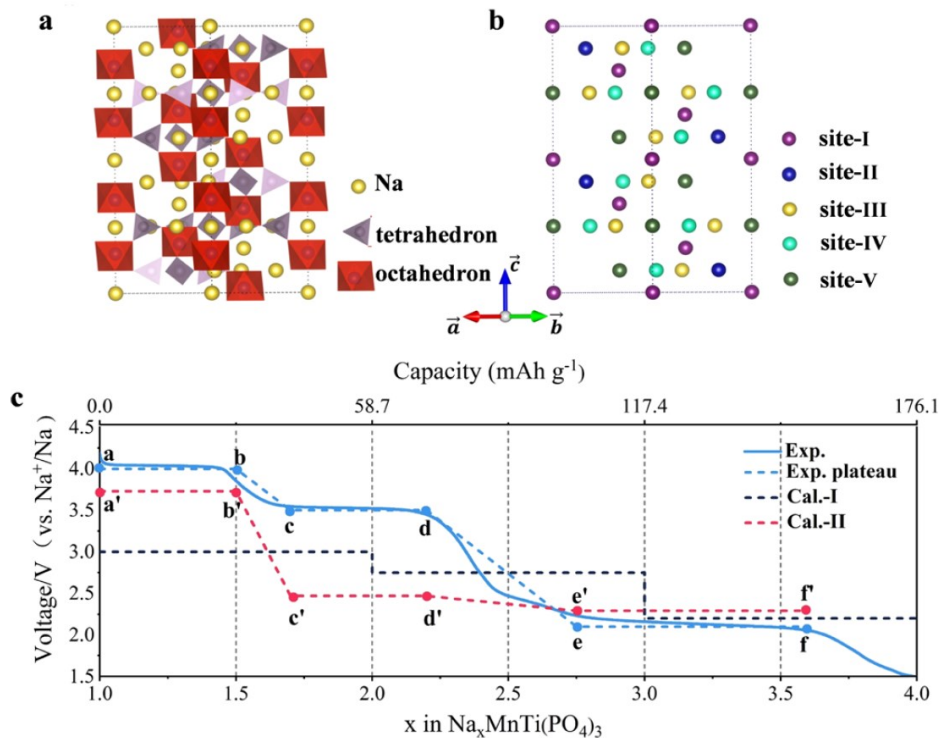 a
b
Na
tetrahedron
octahedron
site-I
site-II
site-III
site-IV
site-V
c
a b
Capacity (mAh g⁻¹)
c
0.0 58.7 117.4 176.1
Voltage/V (vs. Na⁺/Na)
4.5
4.0
3.0
2.5
2.0
1.5
a b
a' b'
c d
c' d'
e' f'
e f
Exp.
Exp. plateau
Cal.-I
Cal.-II
1.0 1.5 2.0 2.5 3.0 3.5 4.0
x in NaₓMnTi(PO₄)₃